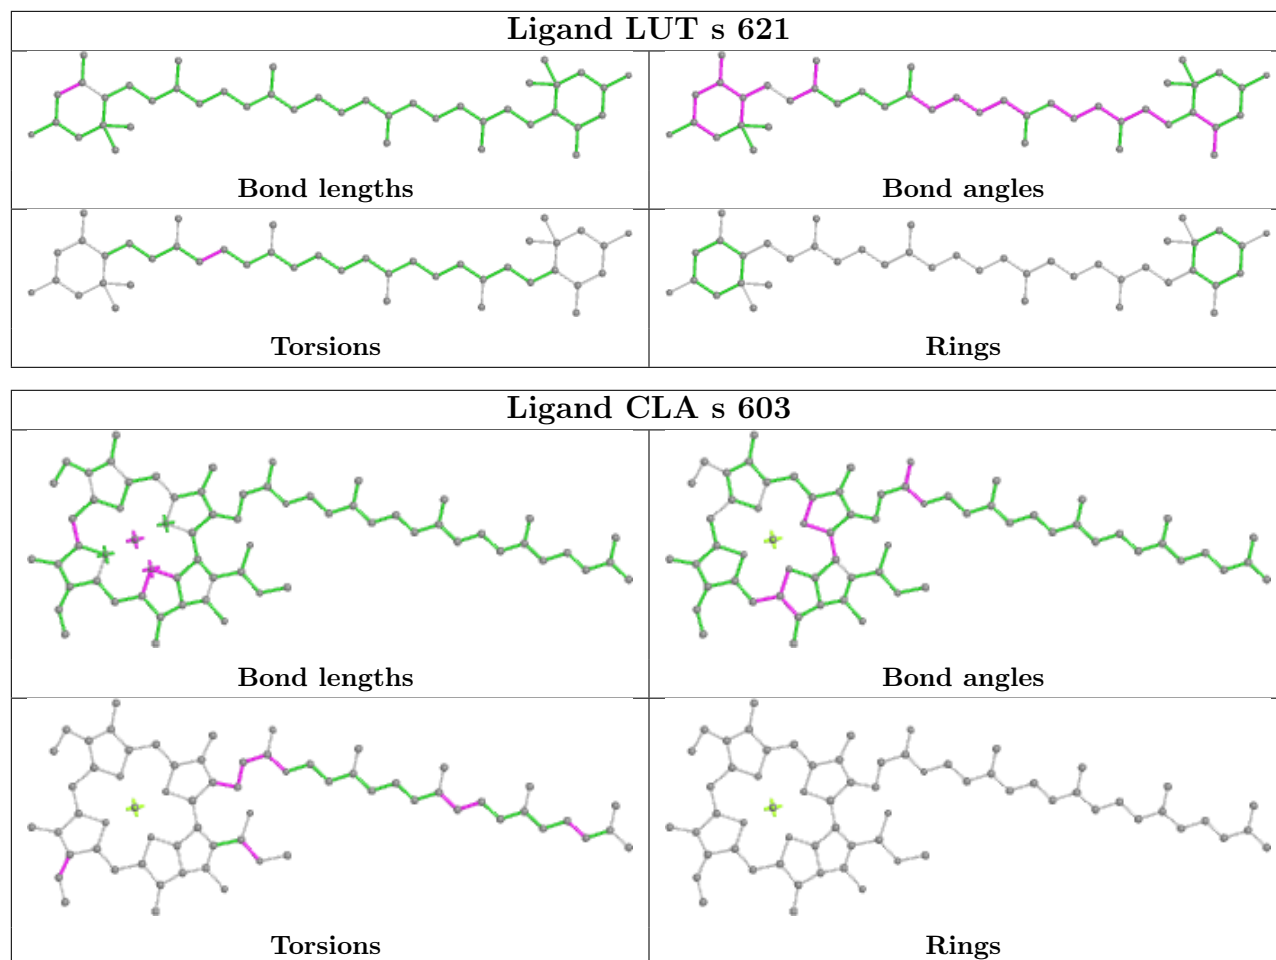 Ligand LUT s 621
Bond lengths
Bond angles
Torsions
Rings
Ligand CLA s 603
Bond lengths
Bond angles
Torsions
Rings